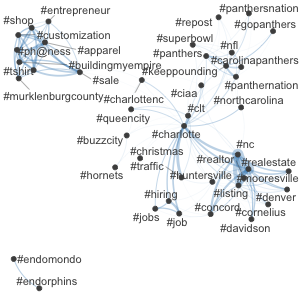 #entrepreneur
#panthersnation
#shop
#repost
#gopanthers
#customization
#superbowl
#nfl
#ph@ness
#apparel
#panthers
#carolinapanthers
#tshirt
#buildingmyempire
#sale
#keeppounding
#panthernation
#ciaa
#murklenburgcounty
#charlottenc
#northcarolina
#clt
#queencity
#charlotte
#buzzcity
#nc
#christmas
#realtor
#realestate
#traffic
#hornets
#huntersville
#mooresville
#hiring
#listing
#denver
#jobs
#job
#concord
#cornelius
#davidson
#endomondo
#endorphins